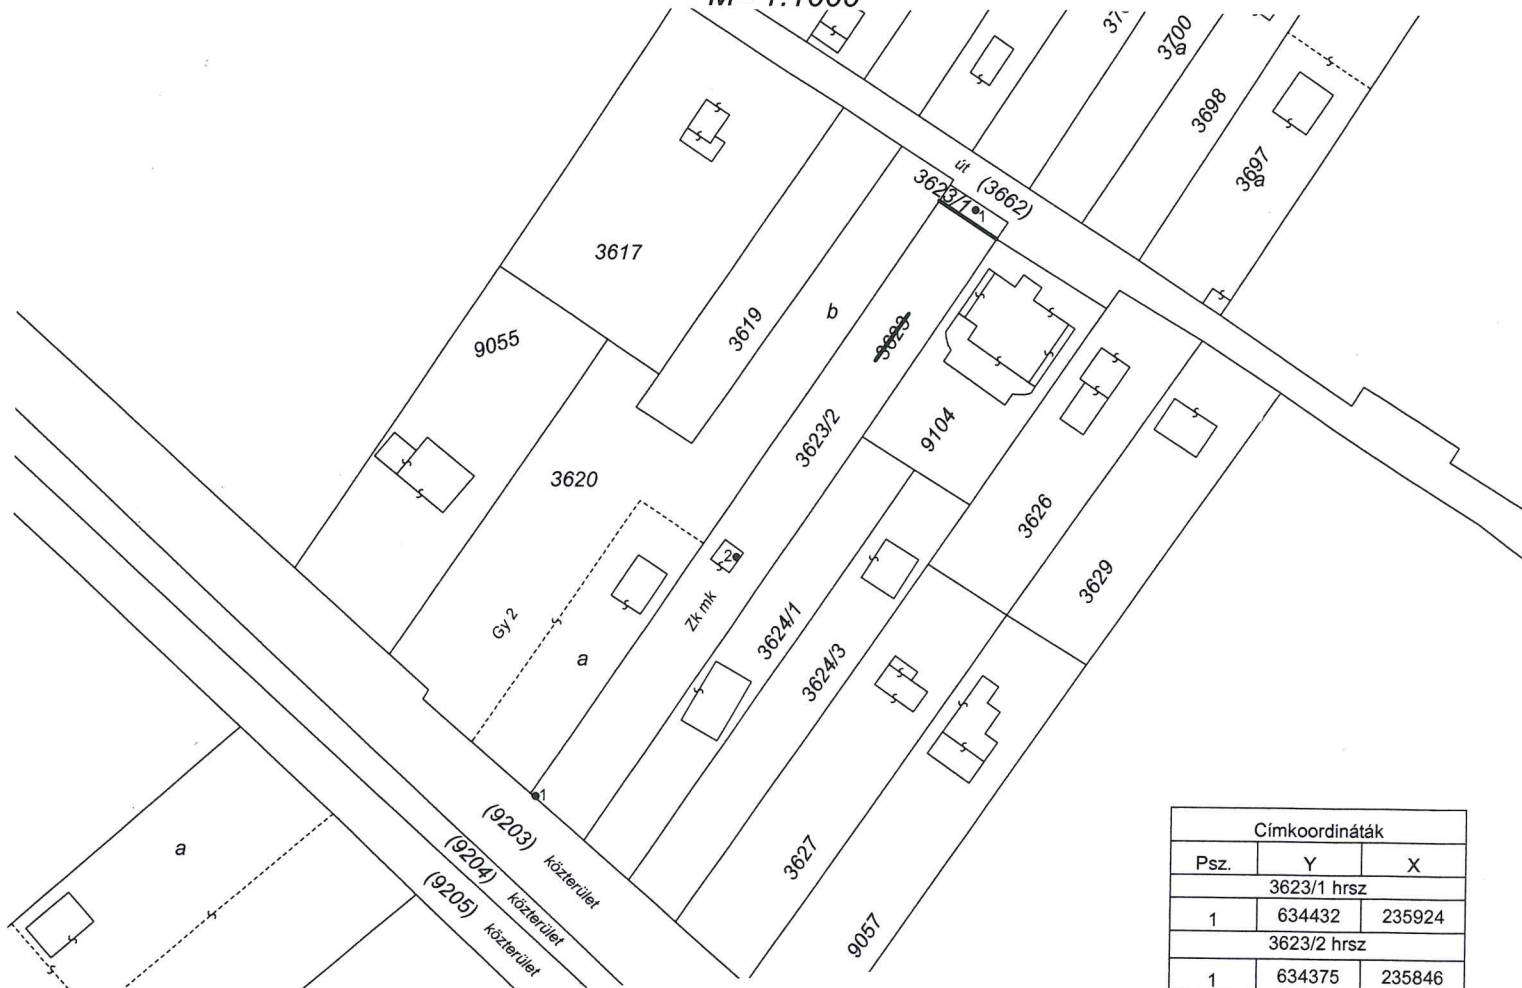 M 1:1000
3700
a
3698
3697
a
út (3662)
3623/1
1
3617
3619
b
3623
9055
3623/2
9104
3620
3626
2
3629
Zk mk
Gy 2
3624/1
a
3624/3
1
(9203) közterület
(9204) közterület
(9205) közterület
a
3627
9057
Címkoordináták
Psz. Y X
3623/1 hrsz
1 634432 235924
3623/2 hrsz
1 634375 235846